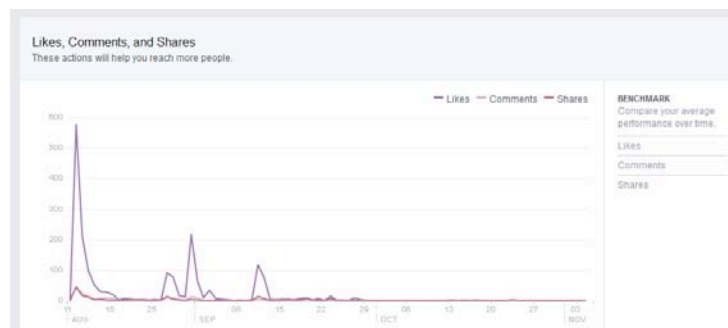 Likes, Comments, and Shares
These actions will help you reach more people.
Likes Comments Shares
BENCHMARK
Compare your average
performance over time.
Likes
Comments
Shares
600
500
400
300
200
100
0
11 18 25 08 15 22 29 06 13 20 27 03
AUG SEP OCT NOV